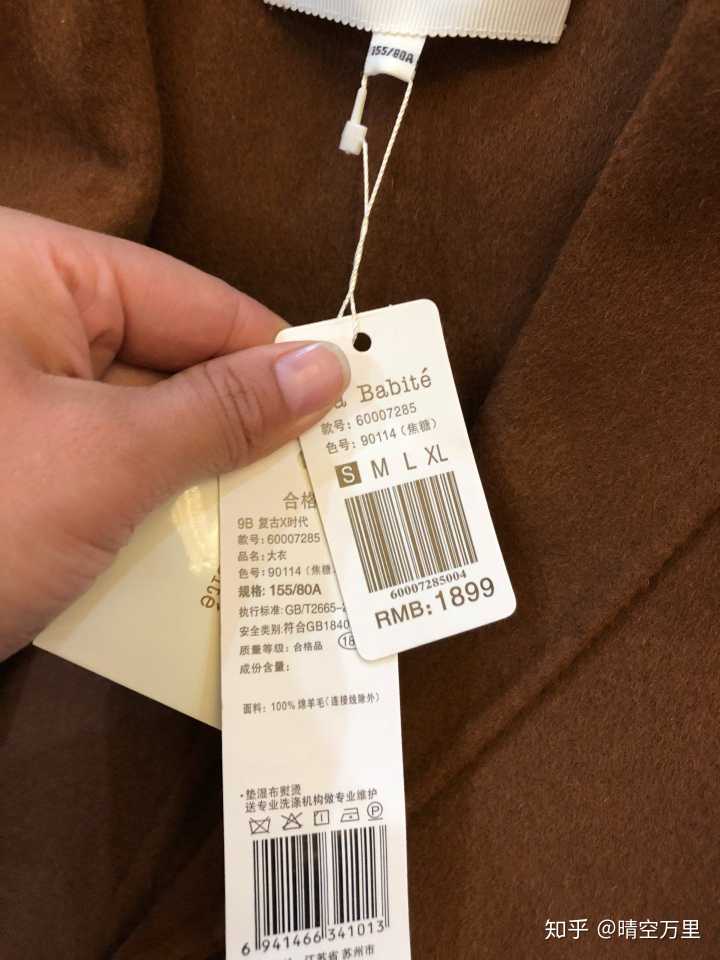 155/80A
Babité
款号: 60007285
色号: 90114 (焦糖)
S M L XL
60007285004
RMB: 1899
合格
9B 复古X时代
款号: 60007285
品名: 大衣
色号: 90114 (焦糖
规格: 155/80A
执行标准: GB/T2665-
安全类别: 符合GB1840
质量等级: 合格品
成份含量:
面料: 100% 绵羊毛(连接线除外)
·垫湿布熨烫
送专业洗涤机构做专业维护
6 941466 341013
江苏省 苏州市
知乎 @晴空万里